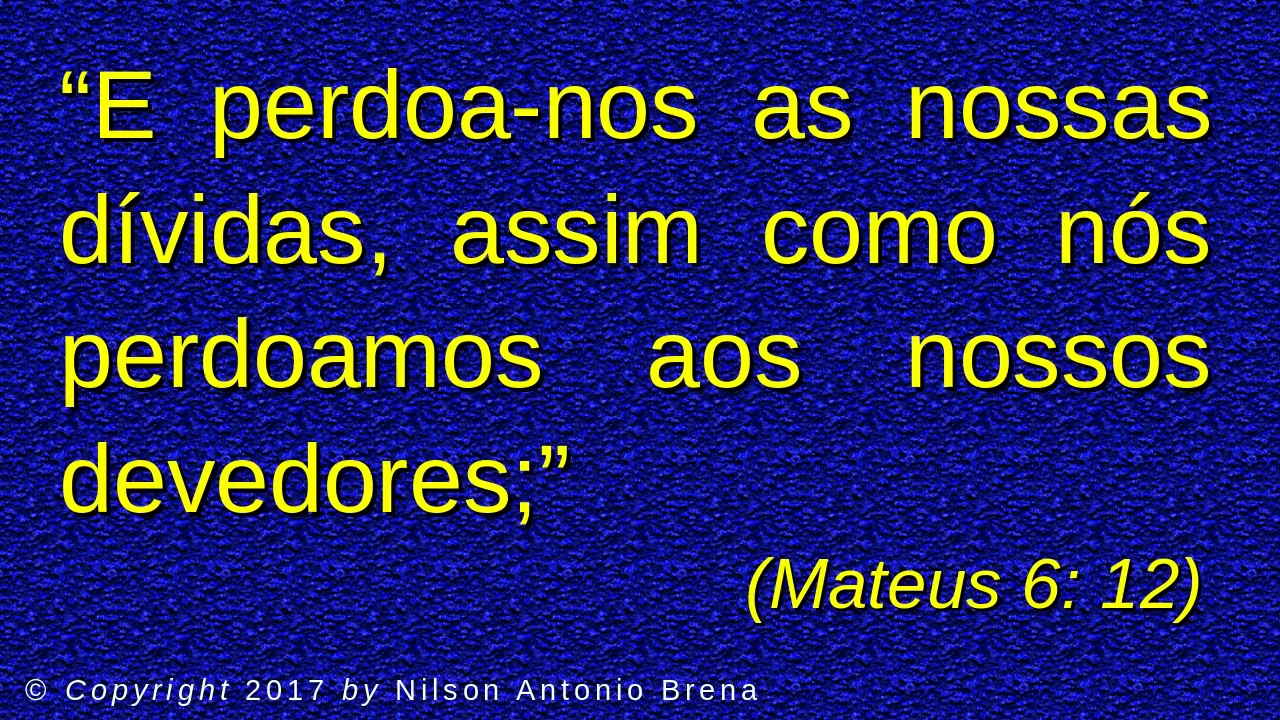 “E perdoa-nos as nossas
dívidas, assim como nós
perdoamos aos nossos
devedores;”
(Mateus 6: 12)
© Copyright 2017 by Nilson Antonio Brena